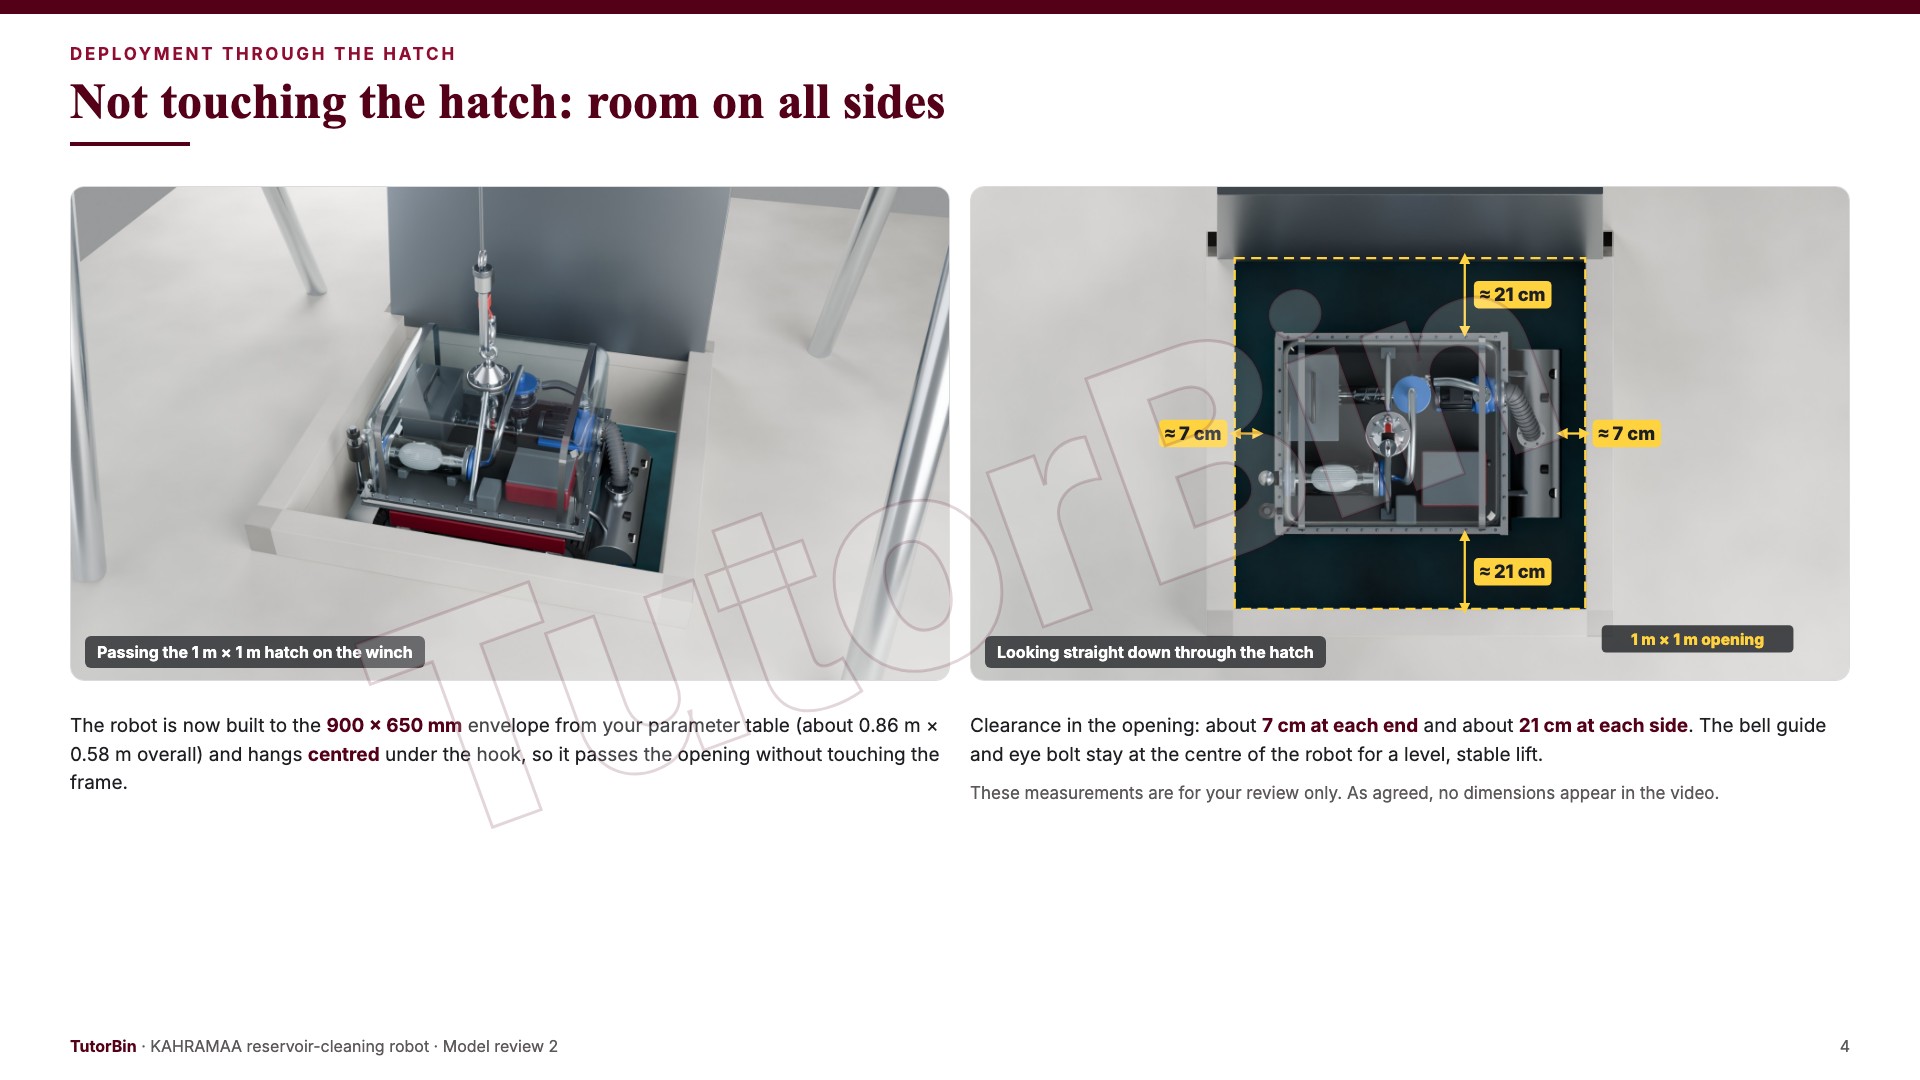 DEPLOYMENT THROUGH THE HATCH
Not touching the hatch: room on all sides
Passing the 1 m × 1 m hatch on the winch
≈ 21 cm
≈ 7 cm
≈ 7 cm
≈ 21 cm
1 m × 1 m opening
Looking straight down through the hatch
The robot is now built to the 900 × 650 mm envelope from your parameter table (about 0.86 m ×
0.58 m overall) and hangs centred under the hook, so it passes the opening without touching the
frame.
Clearance in the opening: about 7 cm at each end and about 21 cm at each side. The bell guide
and eye bolt stay at the centre of the robot for a level, stable lift.
These measurements are for your review only. As agreed, no dimensions appear in the video.
TutorBin
TutorBin · KAHRAMAA reservoir-cleaning robot · Model review 2
4